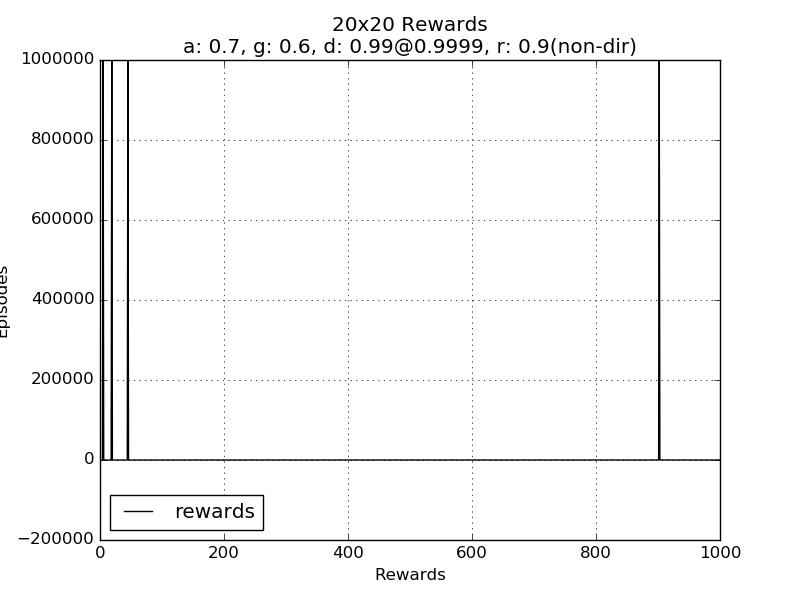 20x20 Rewards
a: 0.7, g: 0.6, d: 0.99@0.9999, r: 0.9(non-dir)
1000000
800000
600000
400000
200000
0
−200000
Episodes
rewards
0 200 400 600 800 1000
Rewards